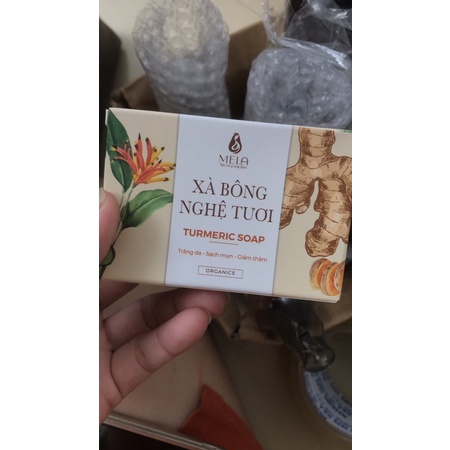 MELA
XÀ BÔNG
NGHỆ TƯƠI
TURMERIC SOAP
Trắng da - Sạch mụn - Giảm thâm
ORGANICS